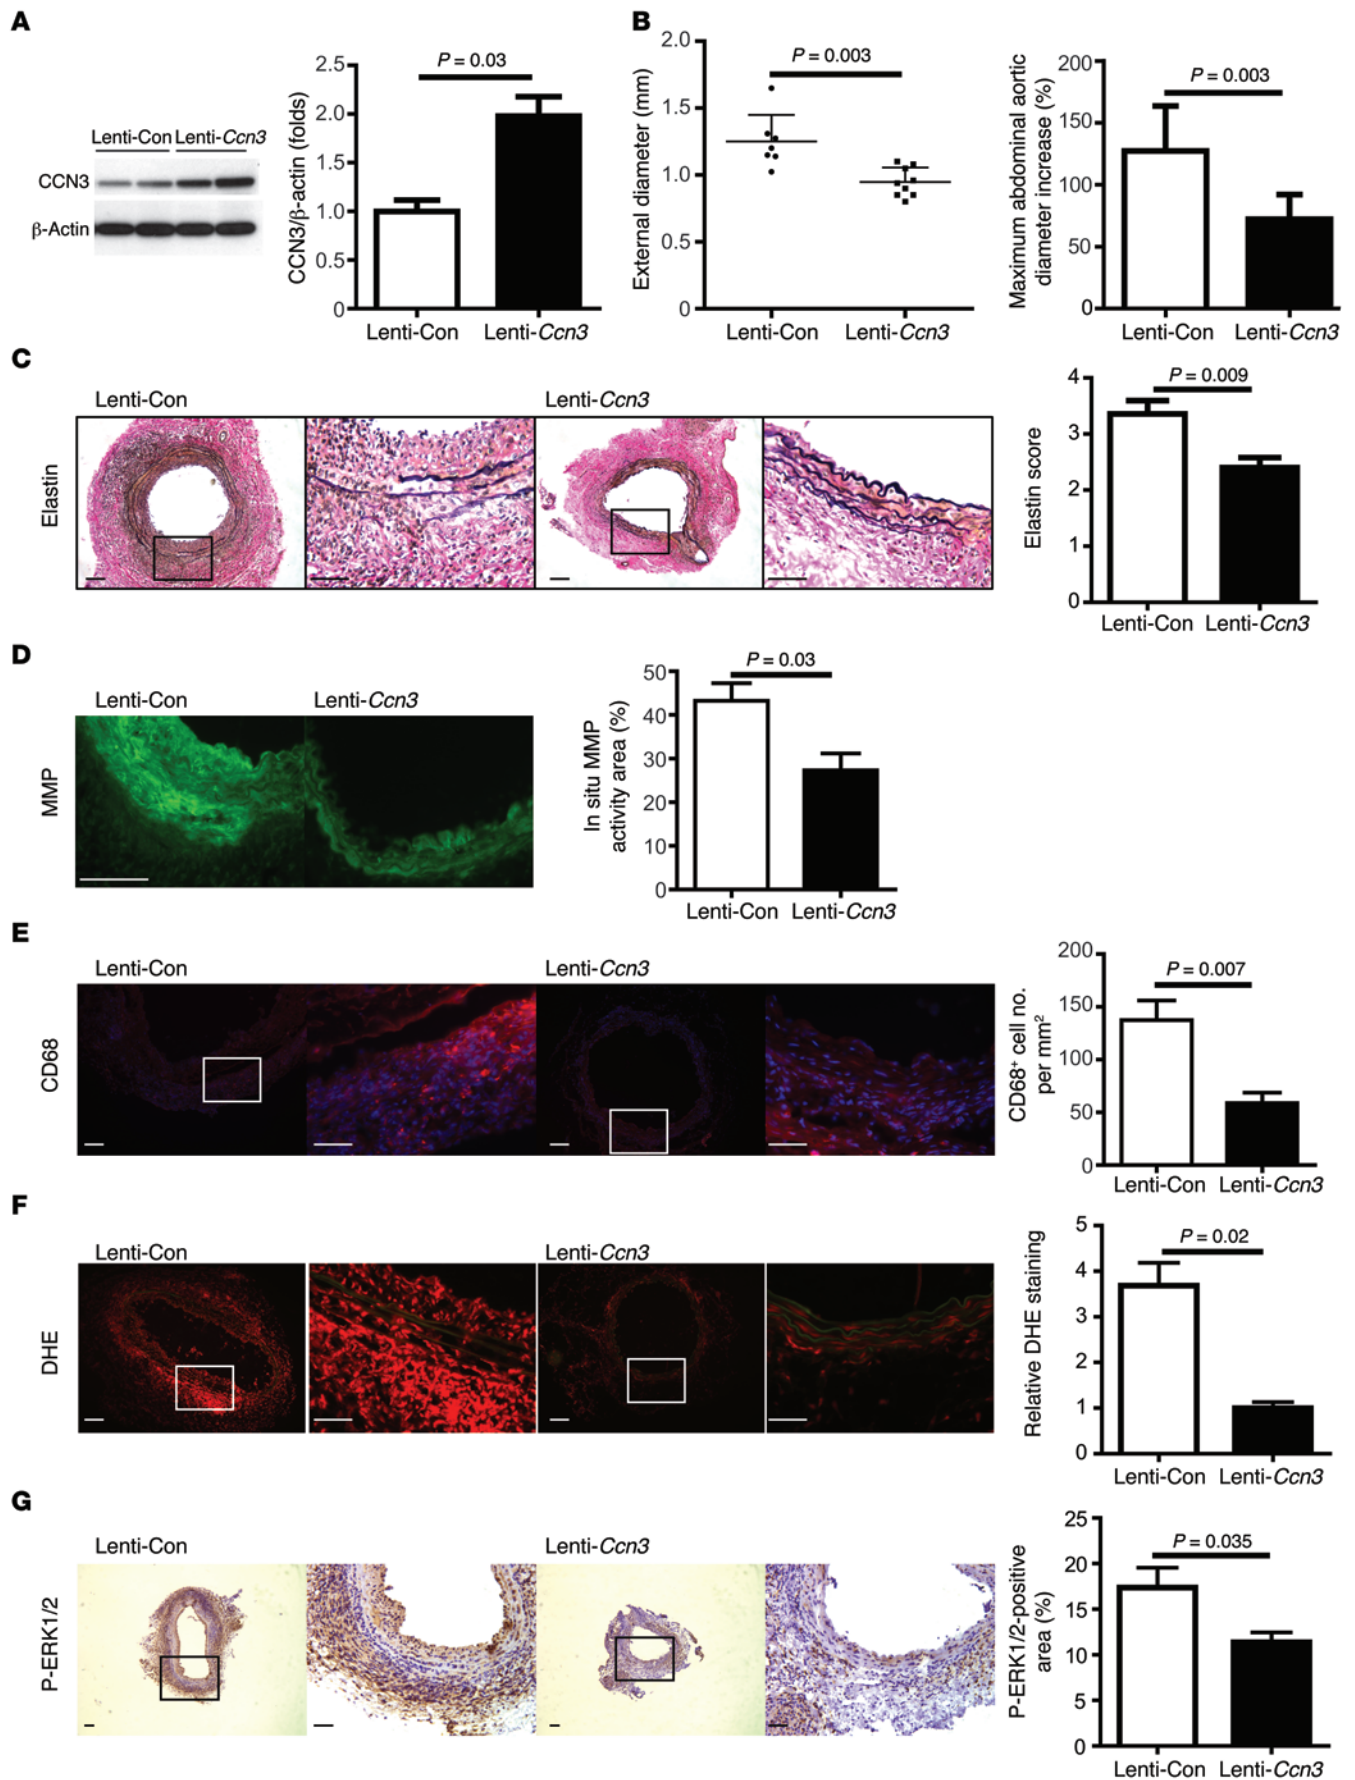 A
Lenti-Con Lenti-Ccn3
CCN3
β-Actin
CCN3/β-actin (folds)
2.5
2.0
1.5
1.0
0.5
0
P = 0.03
Lenti-Con Lenti-Ccn3
B
External diameter (mm)
2.0
1.5
1.0
0.5
0
P = 0.003
Lenti-Con Lenti-Ccn3
Maximum abdominal aortic
diameter increase (%)
200
150
100
50
0
P = 0.003
Lenti-Con Lenti-Ccn3
C
Lenti-Con Lenti-Ccn3
Elastin
Elastin score
4
3
2
1
0
P = 0.009
Lenti-Con Lenti-Ccn3
D
Lenti-Con Lenti-Ccn3
MMP
In situ MMP
activity area (%)
50
40
30
20
10
0
P = 0.03
Lenti-Con Lenti-Ccn3
E
Lenti-Con Lenti-Ccn3
CD68
CD68⁺ cell no.
per mm²
200
150
100
50
0
P = 0.007
Lenti-Con Lenti-Ccn3
F
Lenti-Con Lenti-Ccn3
DHE
Relative DHE staining
5
4
3
2
1
0
P = 0.02
Lenti-Con Lenti-Ccn3
G
Lenti-Con Lenti-Ccn3
P-ERK1/2
P-ERK1/2-positive
area (%)
25
20
15
10
5
0
P = 0.035
Lenti-Con Lenti-Ccn3